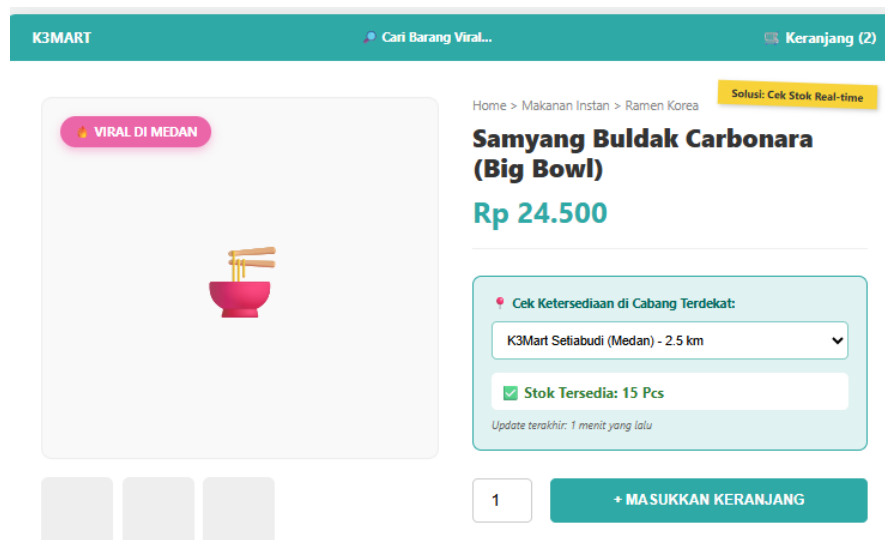 K3MART
Cari Barang Viral...
Keranjang (2)
VIRAL DI MEDAN
Home > Makanan Instan > Ramen Korea
Solusi: Cek Stok Real-time
Samyang Buldak Carbonara
(Big Bowl)
Rp 24.500
Cek Ketersediaan di Cabang Terdekat:
K3Mart Setiabudi (Medan) - 2.5 km
Stok Tersedia: 15 Pcs
Update terakhir: 1 menit yang lalu
1
+ MASUKKAN KERANJANG